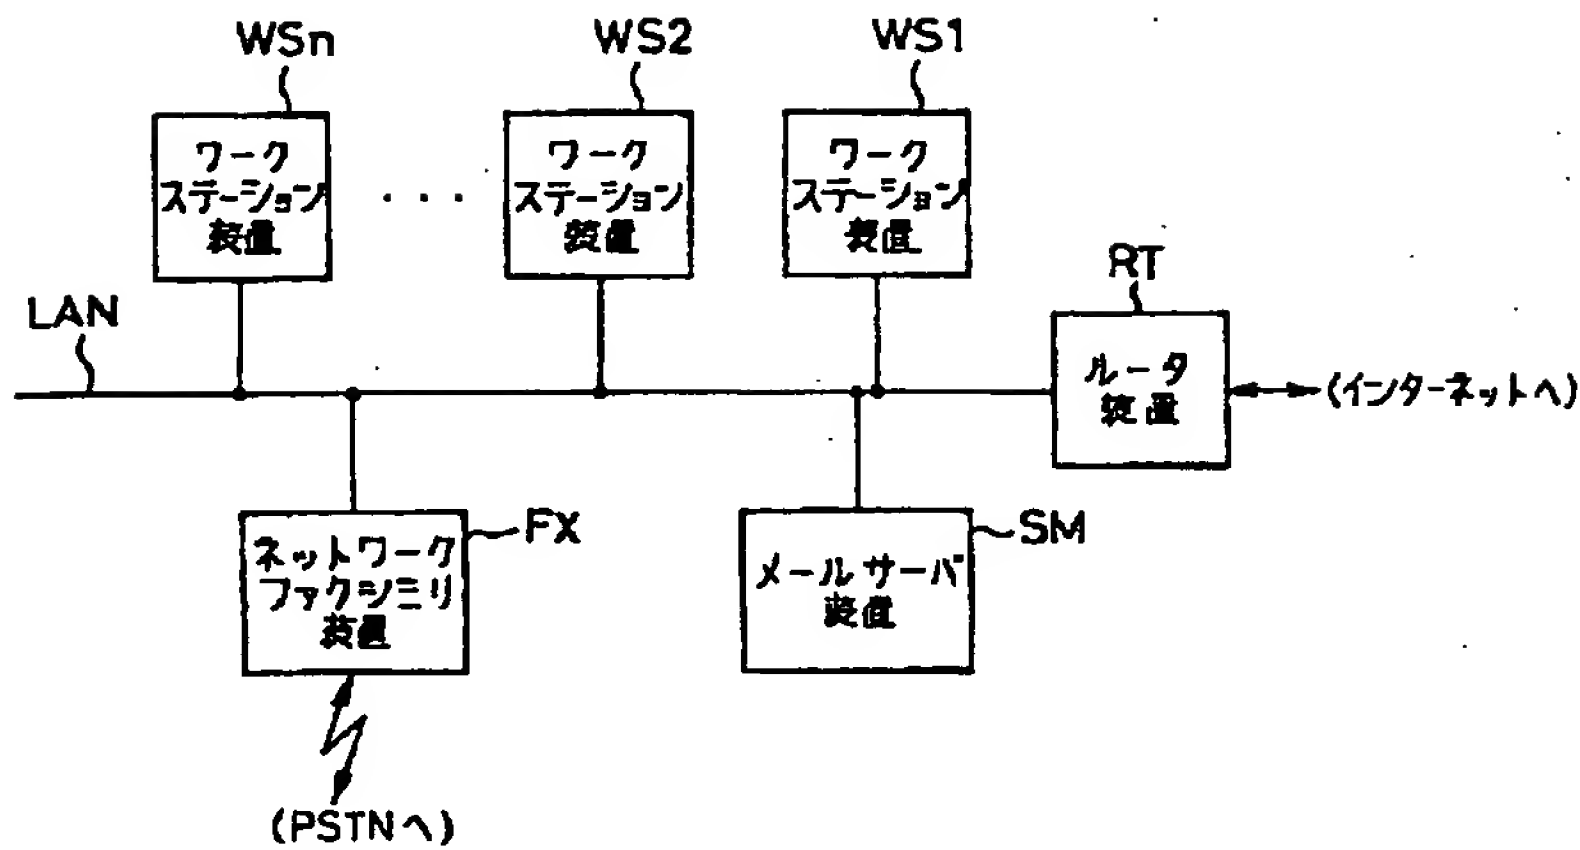 WSn
WS2
WS1
ワーク
ステーション
装置
. . .
ワーク
ステーション
装置
ワーク
ステーション
装置
RT
LAN
ルータ
装置
(インターネットへ)
FX
ネットワーク
ファクシミリ
装置
SM
メールサーバ
装置
(PSTNへ)